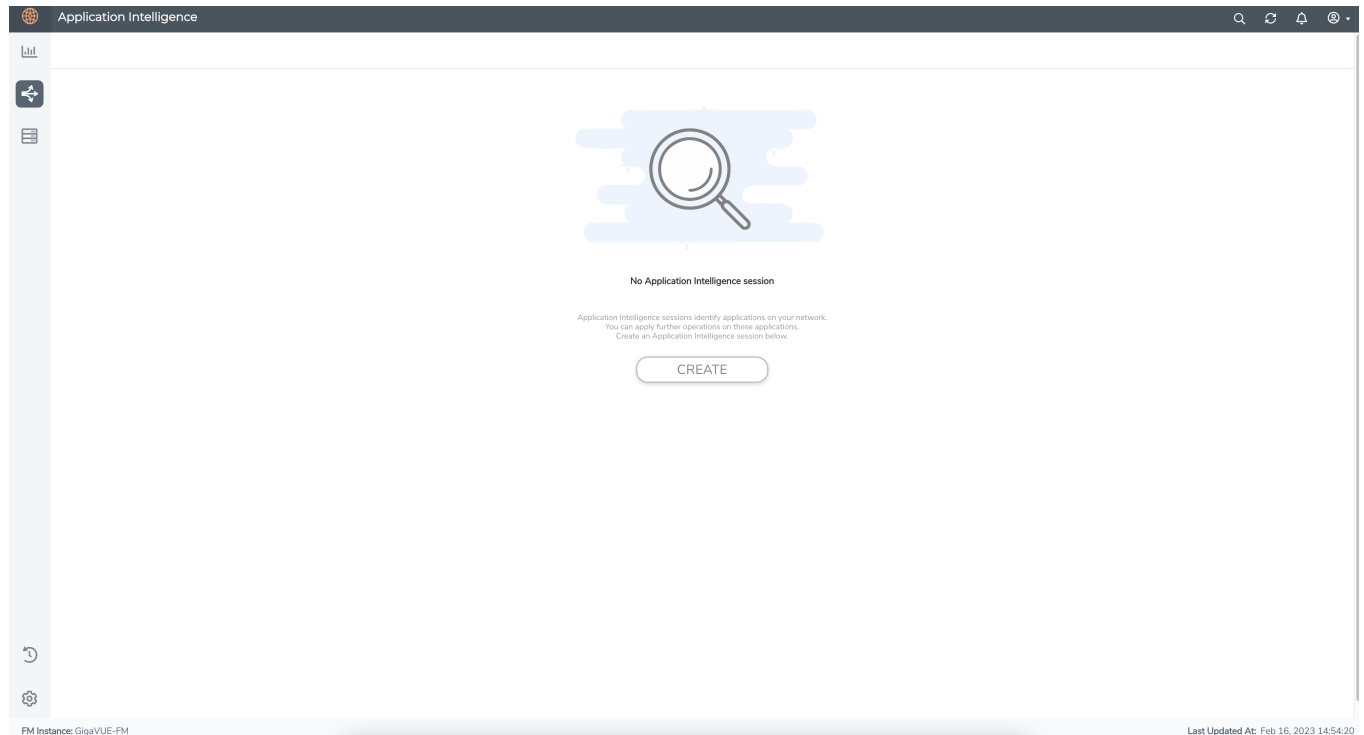 Application Intelligence
No Application Intelligence session
Application Intelligence sessions identify applications on your network.
You can apply further operations on these applications.
Create an Application Intelligence session below.
CREATE
FM Instance: GigaVUE-FM
Last Updated At: Feb 16, 2023 14:54:20